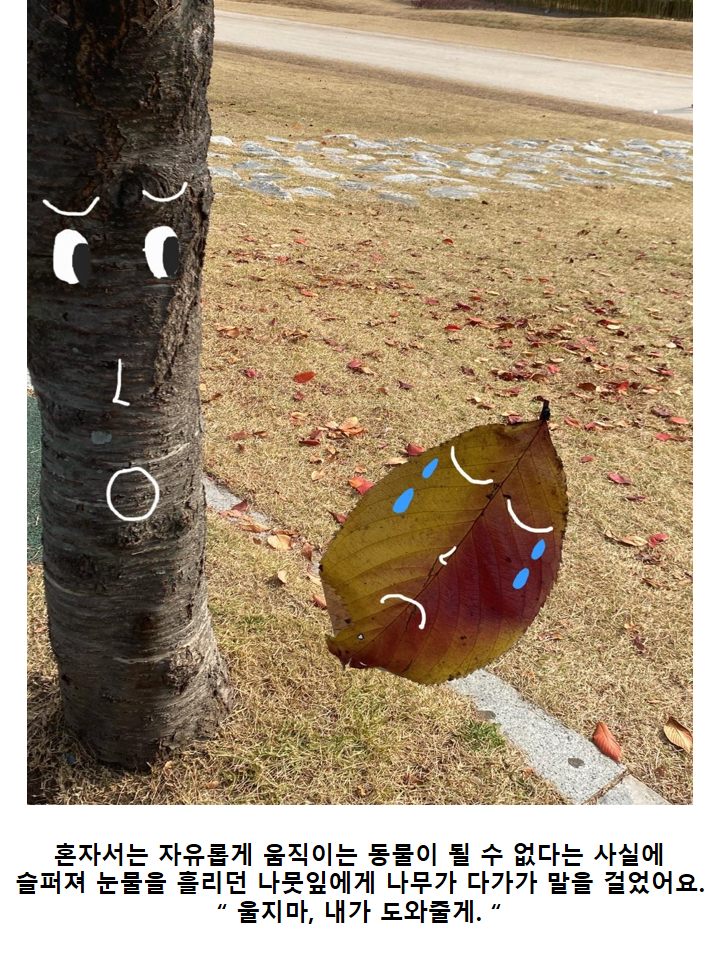 혼자서는 자유롭게 움직이는 동물이 될 수 없다는 사실에
슬퍼져 눈물을 흘리던 나뭇잎에게 나무가 다가가 말을 걸었어요.
“ 울지마, 내가 도와줄게. “